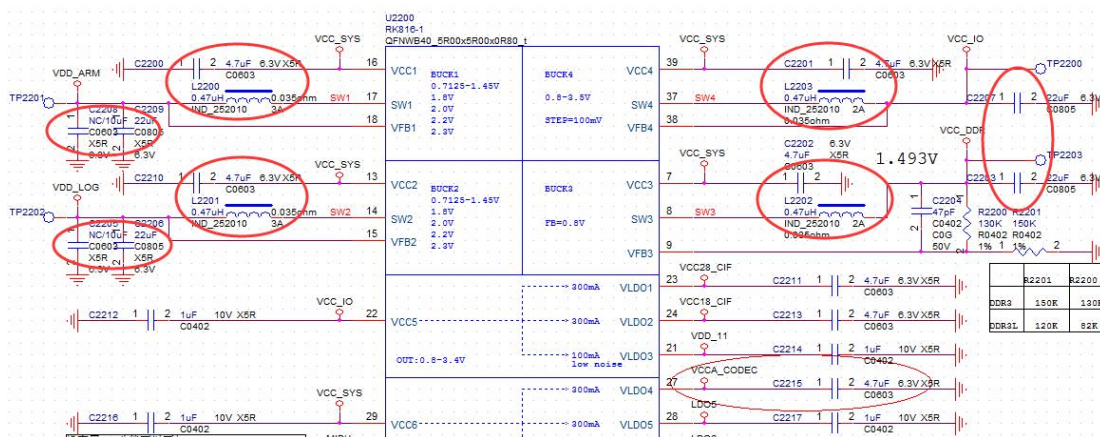 U2200
RK816-1
QFNWB40_5R00x5R00x0R80_t
VCC_SYS
C2200 1 2 4.7uF 6.3V X5R
C0603
16 VCC1
VDD_ARM
L2200
0.47uH 0.035ohm
IND_252010 3A
TP2201
SW1 17 SW1
18 VFB1
C2208 C2209
NC/10uF 22uF
C0603 C0805
X5R X5R
6.3V 6.3V
BUCK1
0.7125-1.45V
1.8V
2.0V
2.2V
2.3V
BUCK4
0.8-3.5V
STEP=100mV
VCC_SYS
39 VCC4
C2201 1 2 4.7uF 6.3V X5R
C0603
L2203
0.47uH
IND_252010 2A
0.035ohm
37 SW4 SW4
38 VFB4
VCC_IO
TP2200
C2207 1 2 22uF 6.3V
C0805
VCC_SYS
C2210 1 2 4.7uF 6.3V X5R
C0603
13 VCC2
VDD_LOG
L2201
0.47uH 0.035ohm
IND_252010 3A
TP2202
SW2 14 SW2
15 VFB2
C2205 C2206
NC/10uF 22uF
C0603 C0805
X5R X5R
6.3V 6.3V
BUCK2
0.7125-1.45V
1.8V
2.0V
2.2V
2.3V
BUCK3
FB=0.8V
VCC_SYS
7 VCC3
C2202 6.3V
4.7uF X5R
C0603
1 2
L2202
0.47uH
IND_252010 2A
0.035ohm
8 SW3 SW3
9 VFB3
1.493V
VCC_DDR
TP2203
C2203 1 2 22uF 6.3V
C0805
C2204
47pF
C0402
C0G
50V
R2200 R2201
130K 150K
R0402 R0402
1% 1%
R2201 R2200
DDR3 150K 130K
DDR3L 120K 82K
VCC28_CIF
300mA VLDO1 23
C2211 1 2 4.7uF 6.3V X5R
C0603
VCC_IO
C2212 1 2 1uF 10V X5R
C0402
22 VCC5
VCC18_CIF
300mA VLDO2 24
C2213 1 2 4.7uF 6.3V X5R
C0603
OUT:0.8-3.4V
VDD_11
100mA VLDO3 21
low noise
C2214 1 2 1uF 10V X5R
C0402
VCCA_CODEC
300mA VLDO4 27
C2215 1 2 4.7uF 6.3V X5R
C0603
VCC_SYS
C2216 1 2 1uF 10V X5R
C0402
29 VCC6
LDO5
300mA VLDO5 28
C2217 1 2 1uF 10V X5R
C0402